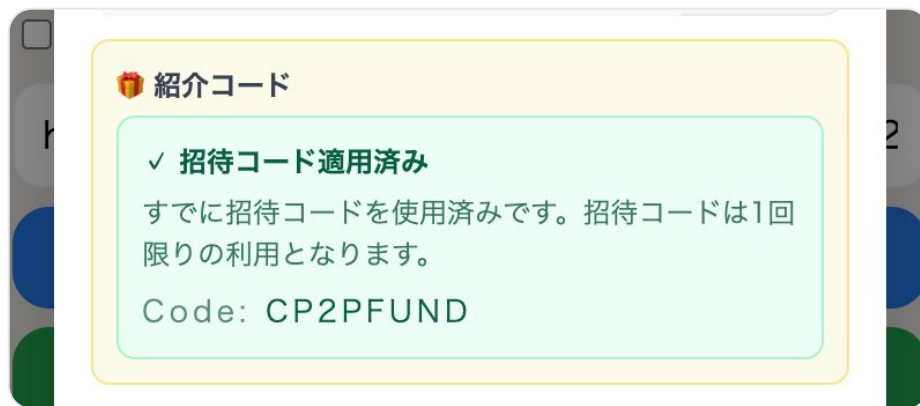 🎁 紹介コード
✓ 招待コード適用済み
すでに招待コードを使用済みです。招待コードは1回
限りの利用となります。
Code: CP2PFUND